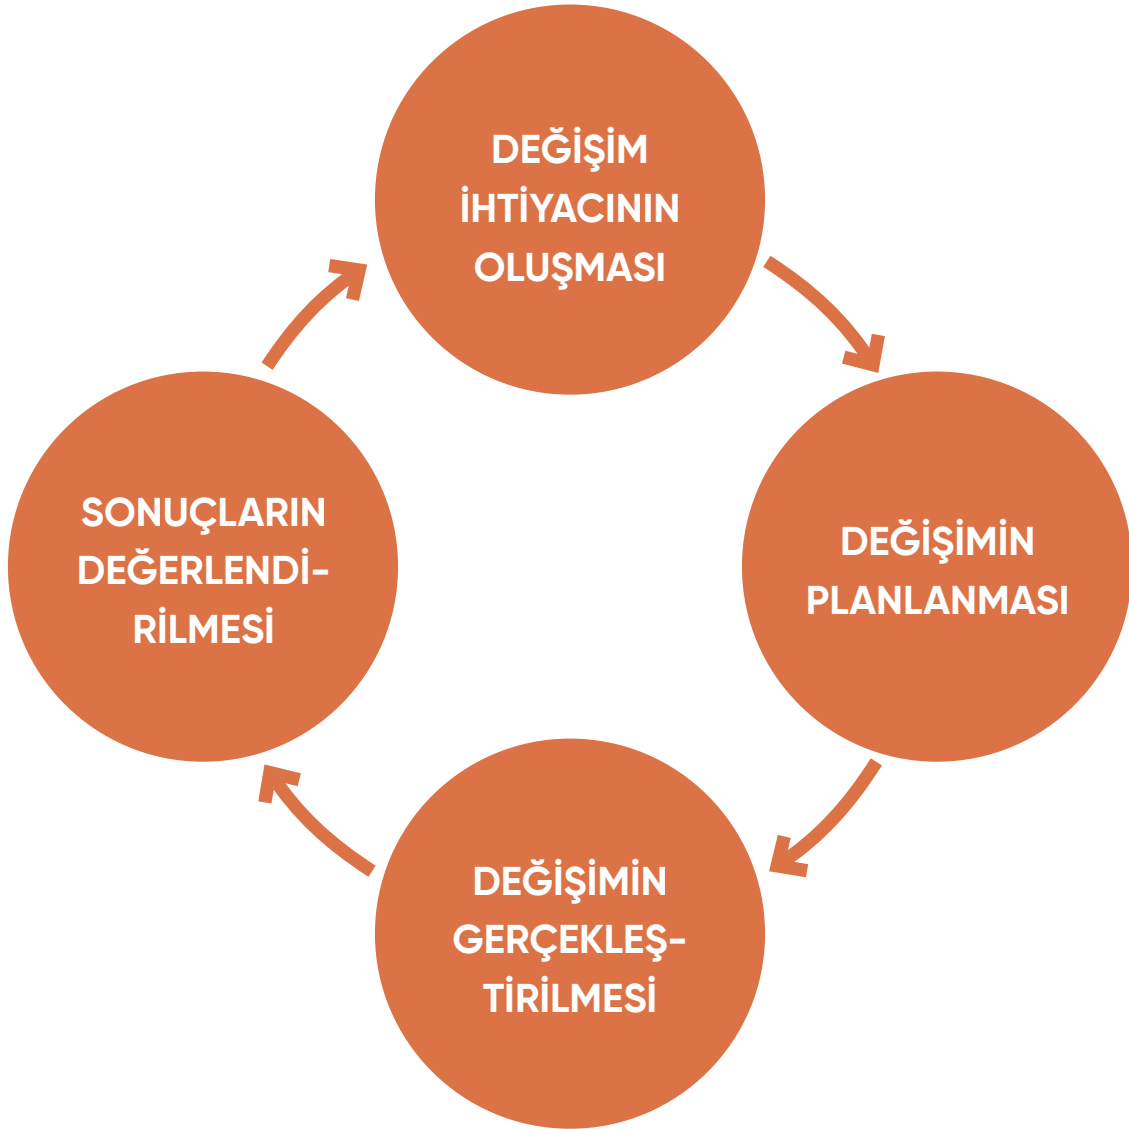 DEĞİŞİM
İHTİYACININ
OLUŞMASI
DEĞİŞİMİN
PLANLANMASI
DEĞİŞİMİN
GERÇEKLEŞ-
TİRİLMESİ
SONUÇLARIN
DEĞERLENDİ-
RİLMESİ